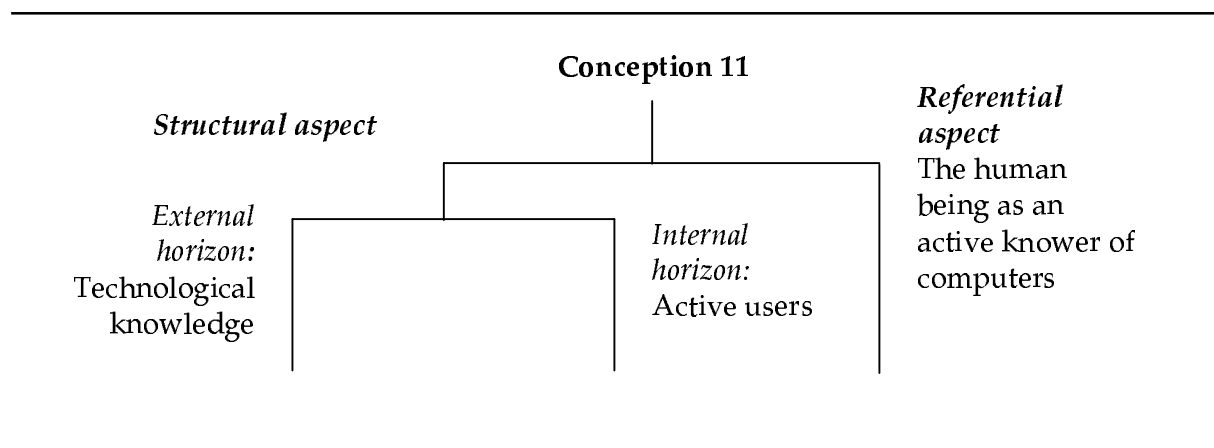 Conception 11
Structural aspect
External
horizon:
Technological
knowledge
Internal
horizon:
Active users
Referential
aspect
The human
being as an
active knower of
computers